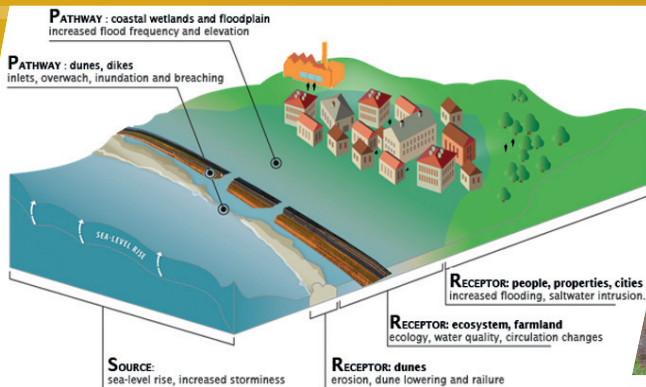 PATHWAY : coastal wetlands and floodplain
increased flood frequency and elevation
PATHWAY : dunes, dikes
inlets, overwach, inundation and breaching
SEA-LEVEL RISE
RECEPTOR: people, properties, cities
increased flooding, saltwater intrusion.
RECEPTOR: ecosystem, farmland
ecology, water quality, circulation changes
SOURCE:
sea-level rise, increased storminess
RECEPTOR: dunes
erosion, dune lowering and railure